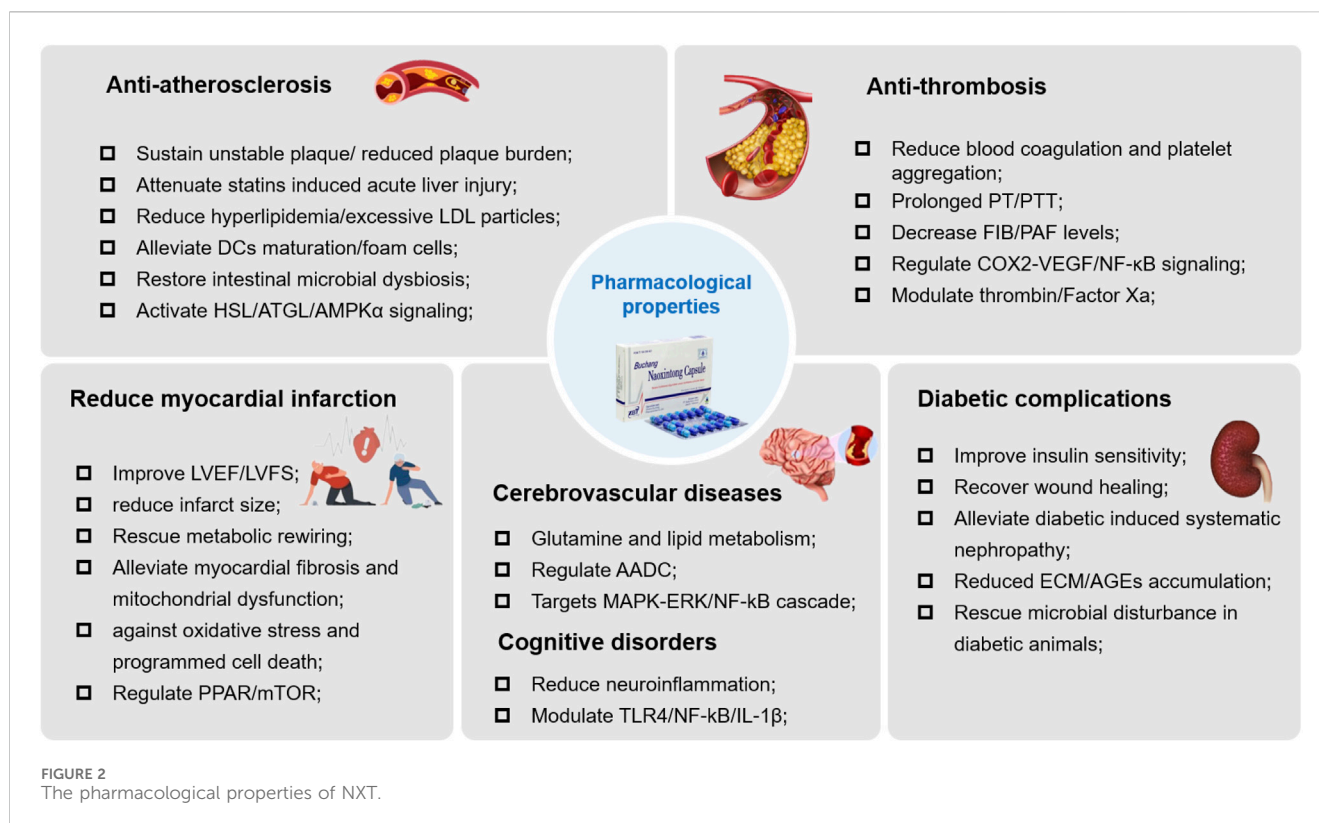 Anti-atherosclerosis
Sustain unstable plaque/ reduced plaque burden;
Attenuate statins induced acute liver injury;
Reduce hyperlipidemia/excessive LDL particles;
Alleviate DCs maturation/foam cells;
Restore intestinal microbial dysbiosis;
Activate HSL/ATGL/AMPKα signaling;
Anti-thrombosis
Reduce blood coagulation and platelet
aggregation;
Prolonged PT/PTT;
Decrease FIB/PAF levels;
Regulate COX2-VEGF/NF-κB signaling;
Modulate thrombin/Factor Xa;
Pharmacological
properties
Buchang
Naoxintong Capsule
Reduce myocardial infarction
Improve LVEF/LVFS;
reduce infarct size;
Rescue metabolic rewiring;
Alleviate myocardial fibrosis and
mitochondrial dysfunction;
against oxidative stress and
programmed cell death;
Regulate PPAR/mTOR;
Cerebrovascular diseases
Glutamine and lipid metabolism;
Regulate AADC;
Targets MAPK-ERK/NF-kB cascade;
Cognitive disorders
Reduce neuroinflammation;
Modulate TLR4/NF-kB/IL-1β;
Diabetic complications
Improve insulin sensitivity;
Recover wound healing;
Alleviate diabetic induced systematic
nephropathy;
Reduced ECM/AGEs accumulation;
Rescue microbial disturbance in
diabetic animals;
FIGURE 2
The pharmacological properties of NXT.